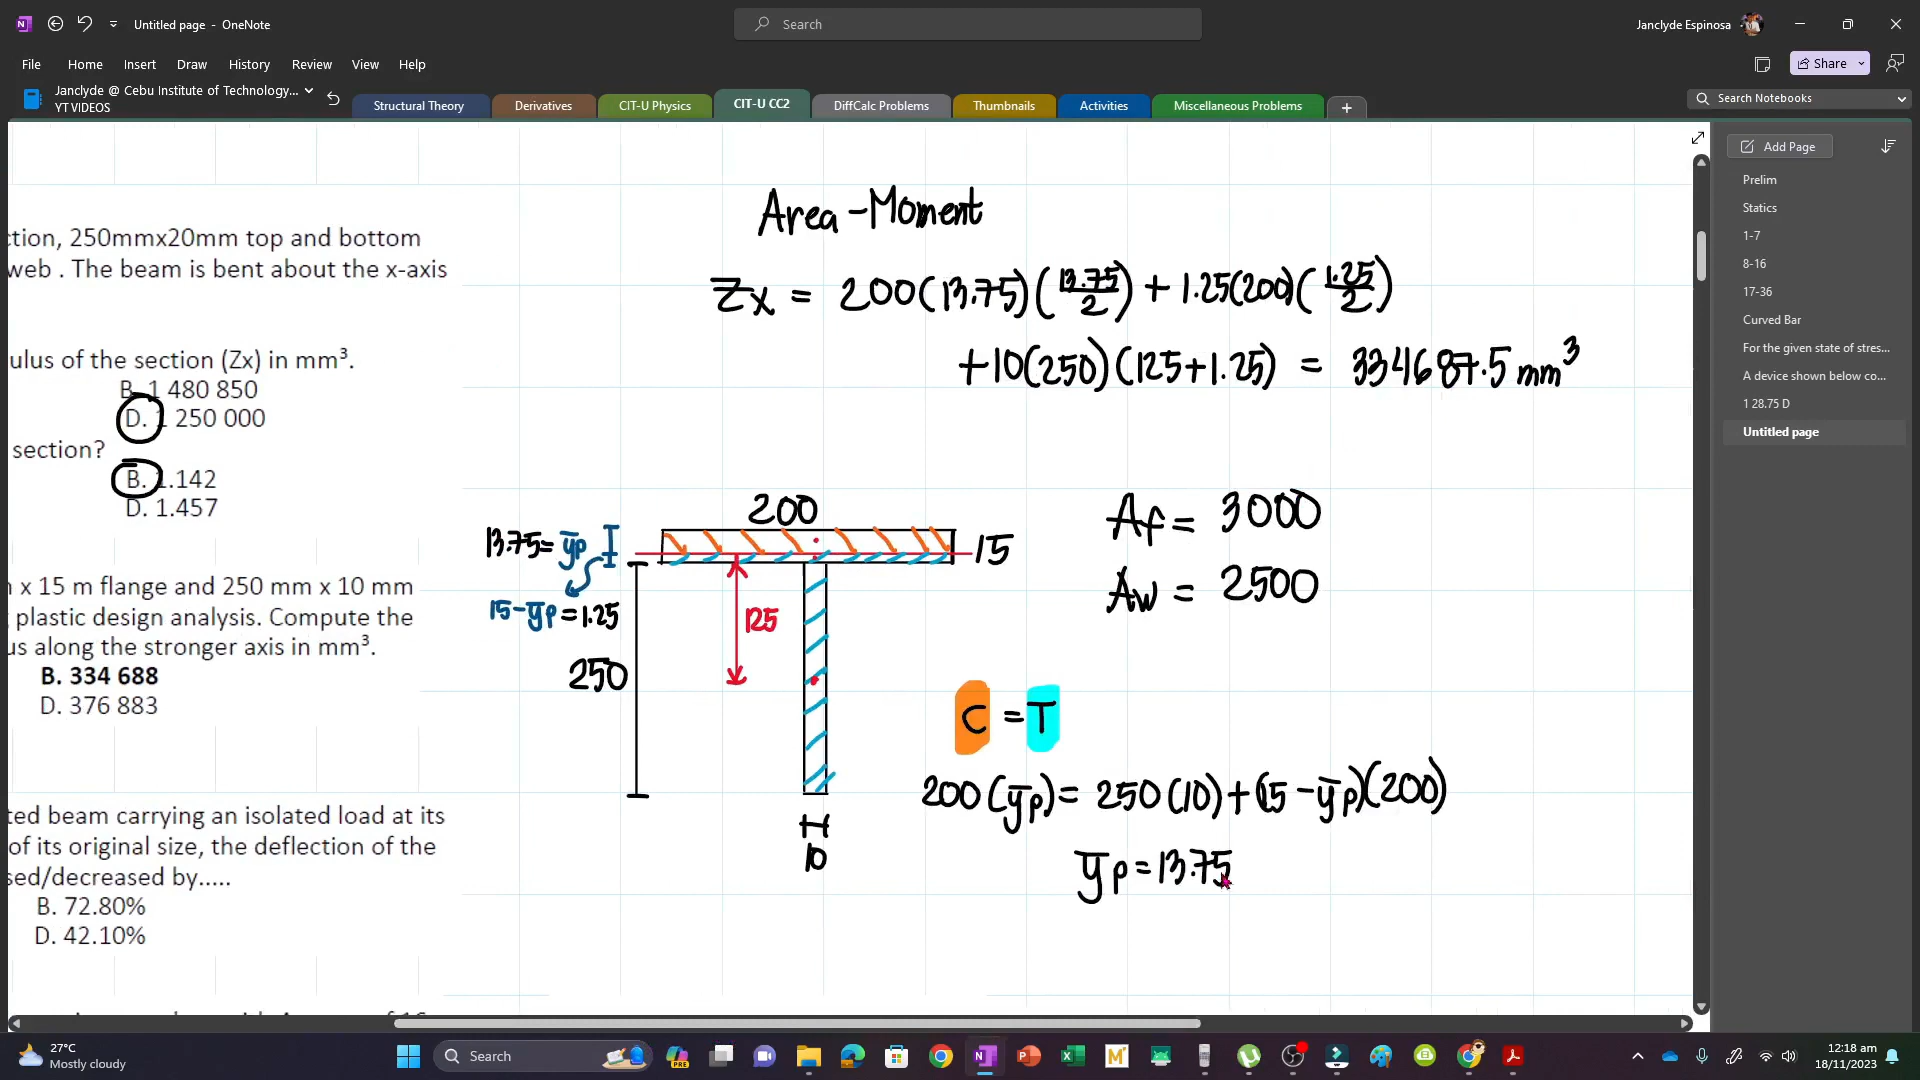 Untitled page - OneNote
Search
Janclyde Espinosa
File Home Insert Draw History Review View Help
Share
Janclyde @ Cebu Institute of Technology...
YT VIDEOS
Structural Theory
Derivatives
CIT-U Physics
CIT-U CC2
DiffCalc Problems
Thumbnails
Activities
Miscellaneous Problems
+
Search Notebooks
Add Page
Prelim
Statics
1-7
8-16
17-36
Curved Bar
For the given state of stres...
A device shown below co...
1 28.75 D
Untitled page
ction, 250mmx20mm top and bottom
web . The beam is bent about the x-axis
ulus of the section (Zx) in mm³.
B. 1 480 850
D. 1 250 000
section?
B. 1.142
D. 1.457
x 15 m flange and 250 mm x 10 mm
plastic design analysis. Compute the
us along the stronger axis in mm³.
B. 334 688
D. 376 883
ted beam carrying an isolated load at its
of its original size, the deflection of the
sed/decreased by.....
B. 72.80%
D. 42.10%
Area-Moment
Zx = 200(13.75)(13.75/2) + 1.25(200)(1.25/2)
+10(250)(125+1.25) = 334687.5 mm³
200
13.75= ȳp
15
15-ȳp = 1.25
125
250
10
Af = 3000
Aw = 2500
C = T
200(ȳp) = 250(10)+(15-ȳp)(200)
ȳp = 13.75
27°C
Mostly cloudy
Search
PRE
12:18 am
18/11/2023